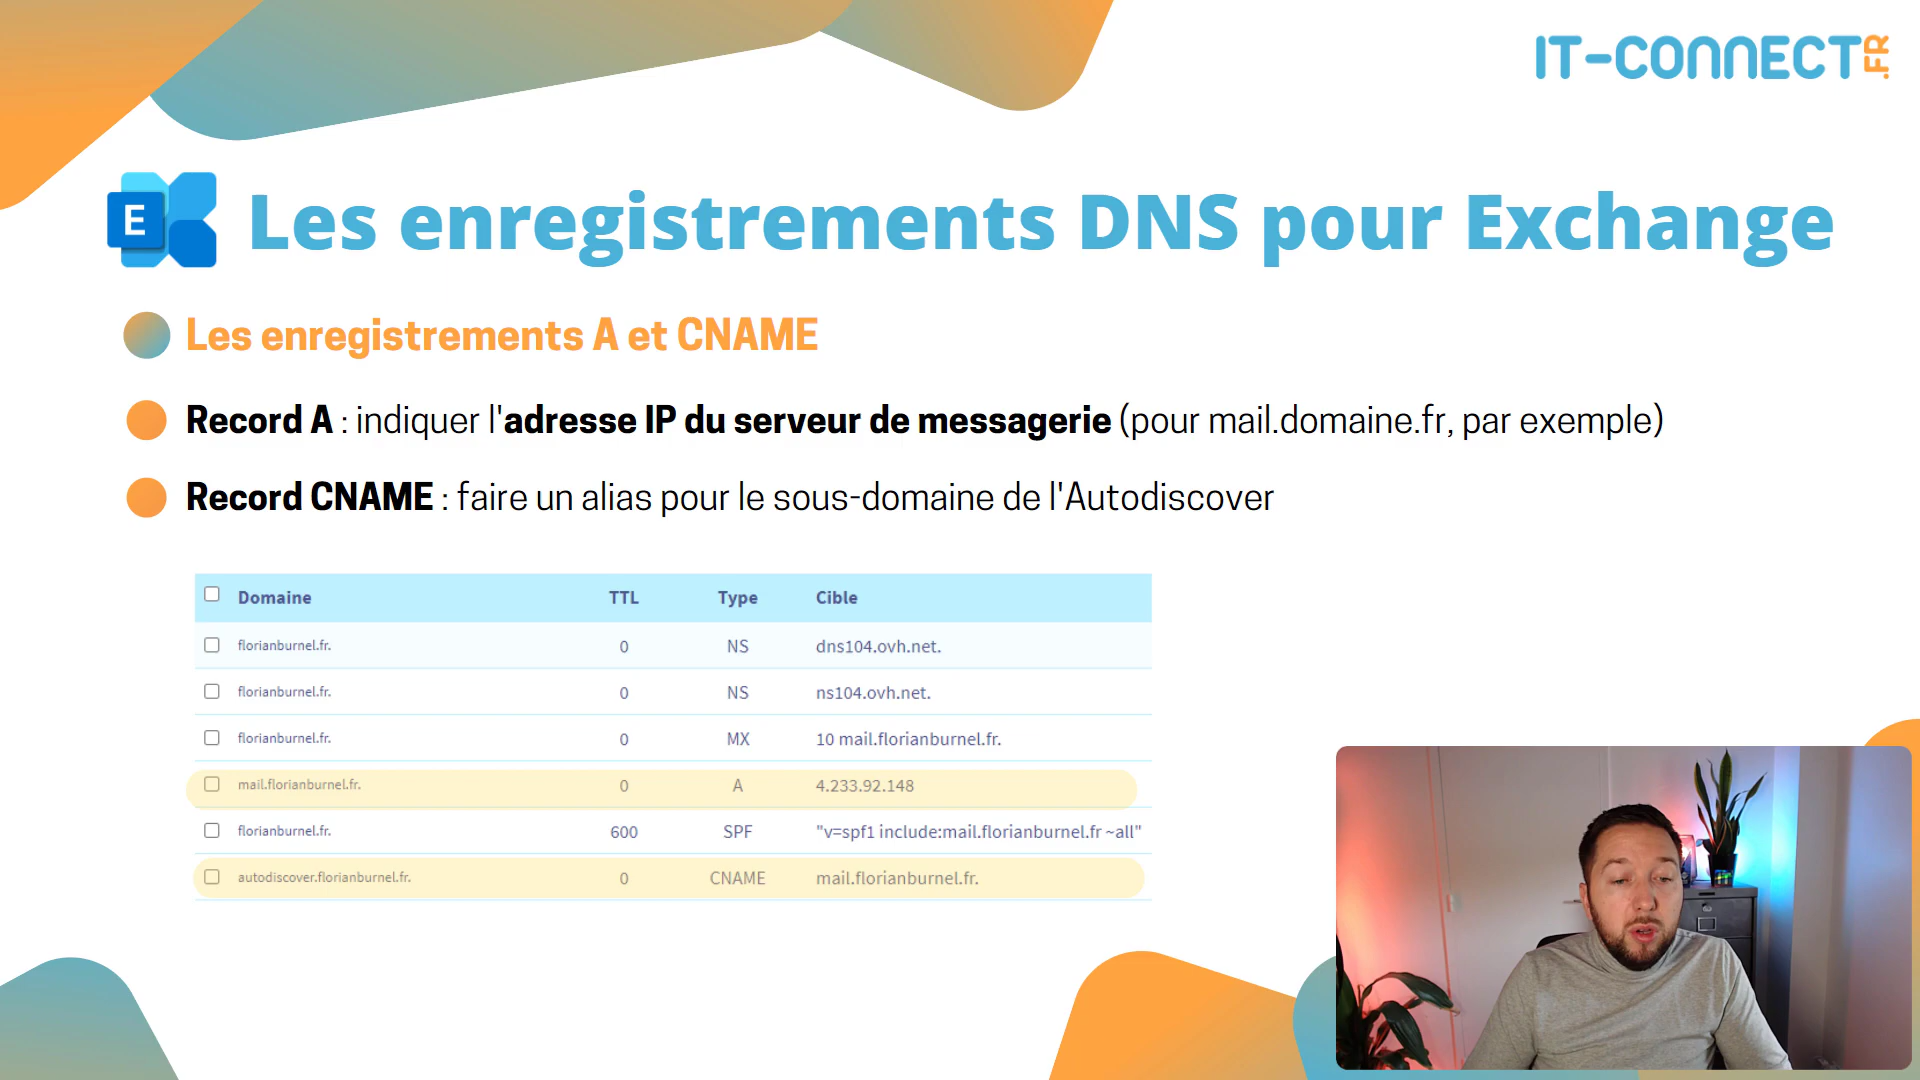 IT-CONNECT.FR
E
Les enregistrements DNS pour Exchange
Les enregistrements A et CNAME
Record A : indiquer l'adresse IP du serveur de messagerie (pour mail.domaine.fr, par exemple)
Record CNAME : faire un alias pour le sous-domaine de l'Autodiscover
Domaine TTL Type Cible
florianburnel.fr. 0 NS dns104.ovh.net.
florianburnel.fr. 0 NS ns104.ovh.net.
florianburnel.fr. 0 MX 10 mail.florianburnel.fr.
mail.florianburnel.fr. 0 A 4.233.92.148
florianburnel.fr. 600 SPF "v=spf1 include:mail.florianburnel.fr ~all"
autodiscover.florianburnel.fr. 0 CNAME mail.florianburnel.fr.